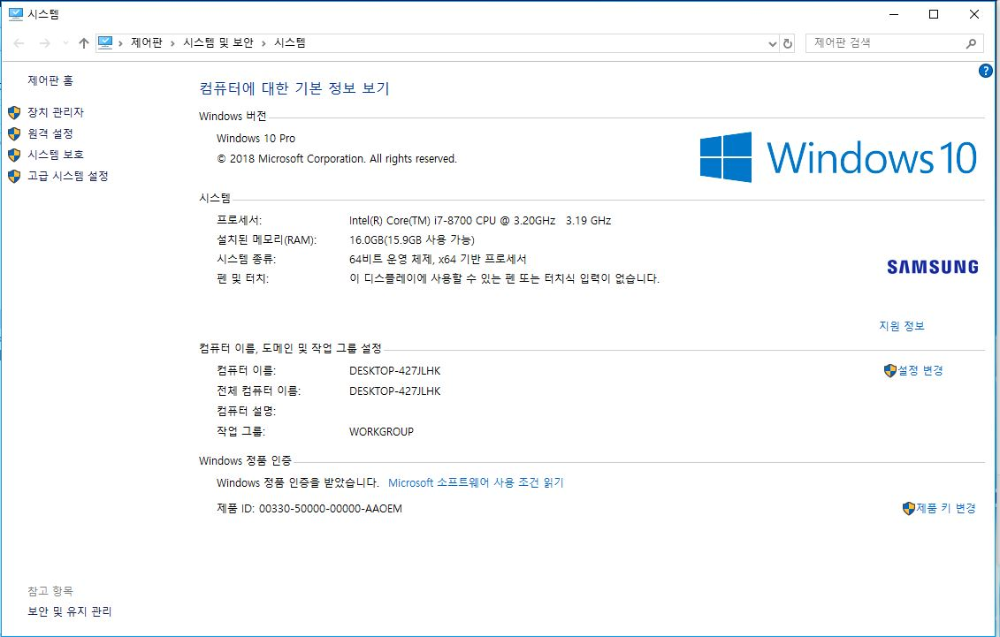 시스템
제어판 › 시스템 및 보안 › 시스템
제어판 검색
?
제어판 홈
장치 관리자
원격 설정
시스템 보호
고급 시스템 설정
컴퓨터에 대한 기본 정보 보기
Windows 버전
Windows 10 Pro
© 2018 Microsoft Corporation. All rights reserved.
Windows 10
시스템
프로세서: Intel(R) Core(TM) i7-8700 CPU @ 3.20GHz 3.19 GHz
설치된 메모리(RAM): 16.0GB(15.9GB 사용 가능)
시스템 종류: 64비트 운영 체제, x64 기반 프로세서
펜 및 터치: 이 디스플레이에 사용할 수 있는 펜 또는 터치식 입력이 없습니다.
SAMSUNG
지원 정보
컴퓨터 이름, 도메인 및 작업 그룹 설정
컴퓨터 이름: DESKTOP-427JLHK 설정 변경
전체 컴퓨터 이름: DESKTOP-427JLHK
컴퓨터 설명:
작업 그룹: WORKGROUP
Windows 정품 인증
Windows 정품 인증을 받았습니다. Microsoft 소프트웨어 사용 조건 읽기
제품 ID: 00330-50000-00000-AAOEM 제품 키 변경
참고 항목
보안 및 유지 관리